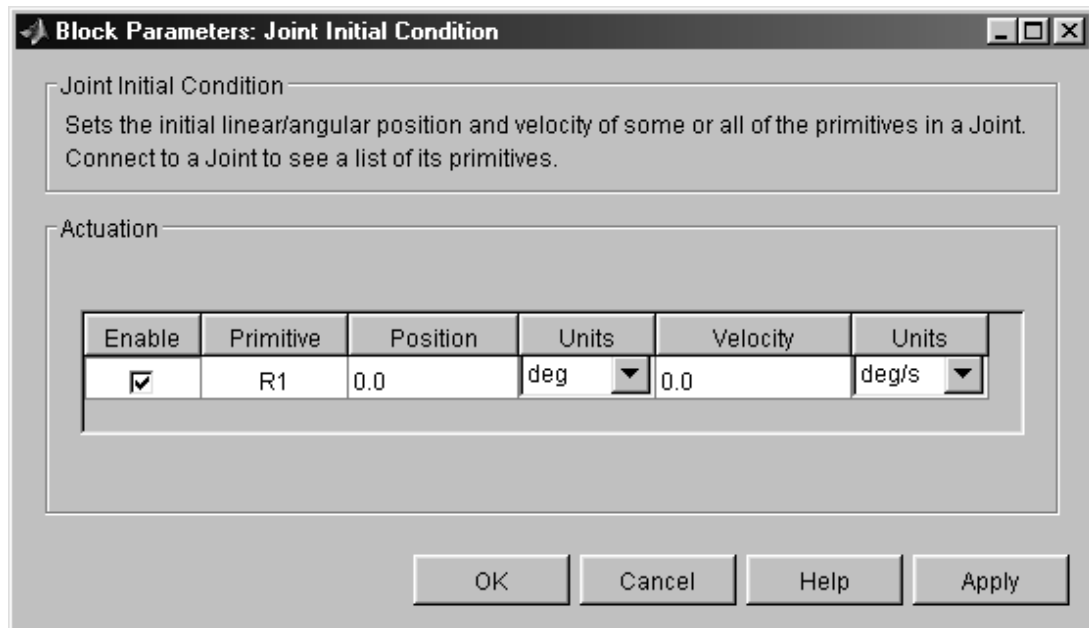 Block Parameters: Joint Initial Condition
Joint Initial Condition
Sets the initial linear/angular position and velocity of some or all of the primitives in a Joint.
Connect to a Joint to see a list of its primitives.
Actuation
Enable Primitive Position Units Velocity Units
R1 0.0 deg 0.0 deg/s
OK Cancel Help Apply